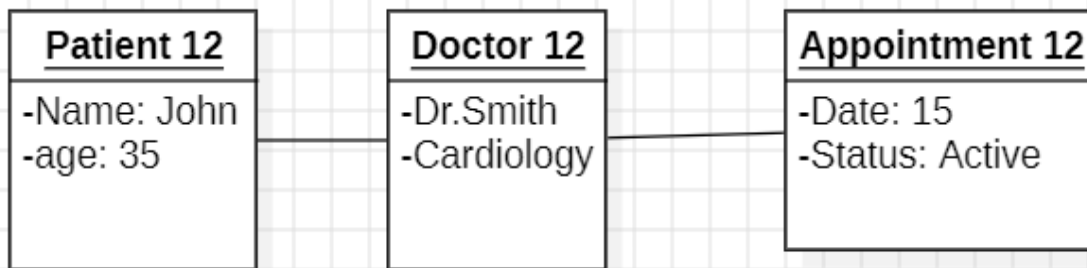 Patient 12
-Name: John
-age: 35
Doctor 12
-Dr.Smith
-Cardiology
Appointment 12
-Date: 15
-Status: Active